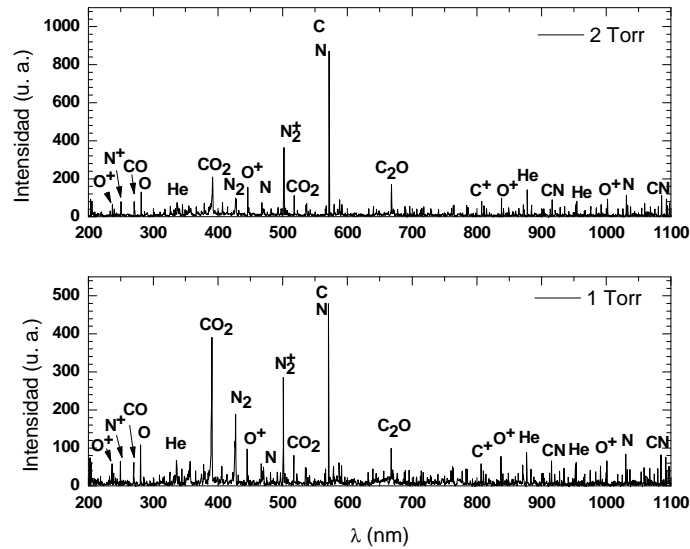 Intensidad (u. a.)
1000
800
600
400
200
0
2 Torr
O⁺
N⁺
CO
O
He
CO₂
N₂
O⁺
N
N₂⁺
CO₂
C
N
C₂O
C⁺
O⁺
He
CN
He
O⁺
N
CN
200 300 400 500 600 700 800 900 1000 1100
Intensidad (u. a.)
500
400
300
200
100
0
1 Torr
O⁺
N⁺
CO
O
He
CO₂
N₂
O⁺
N
N₂⁺
CO₂
C
N
C₂O
C⁺
O⁺
He
CN
He
O⁺
N
CN
200 300 400 500 600 700 800 900 1000 1100
λ (nm)